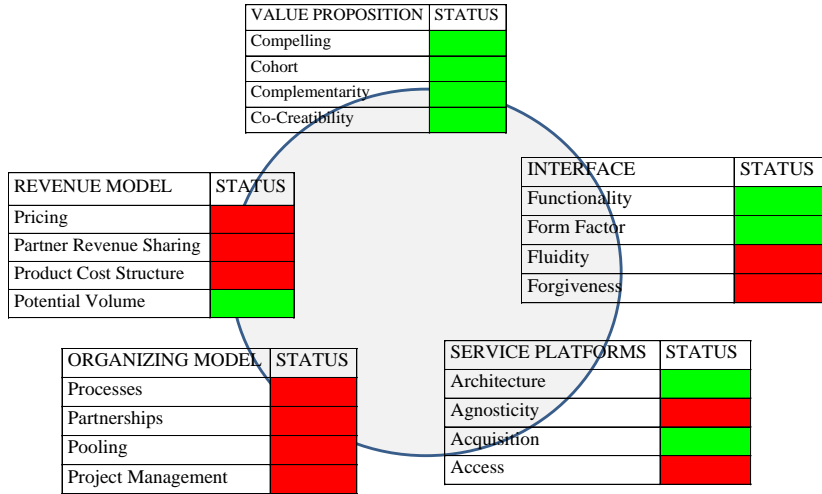 VALUE PROPOSITION STATUS
Compelling
Cohort
Complementarity
Co-Creatibility
INTERFACE STATUS
Functionality
Form Factor
Fluidity
Forgiveness
REVENUE MODEL STATUS
Pricing
Partner Revenue Sharing
Product Cost Structure
Potential Volume
SERVICE PLATFORMS STATUS
Architecture
Agnosticity
Acquisition
Access
ORGANIZING MODEL STATUS
Processes
Partnerships
Pooling
Project Management